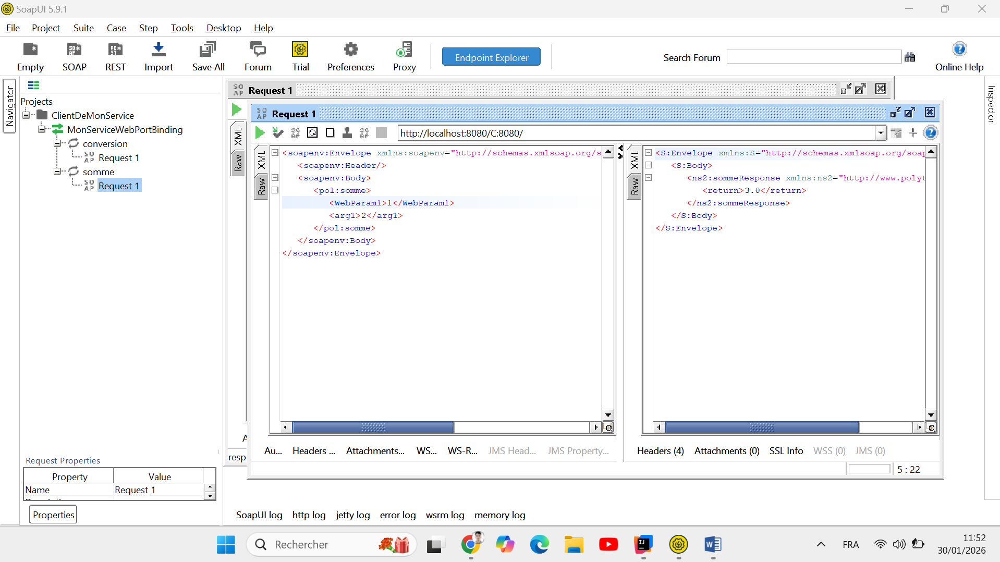 SoapUI 5.9.1
File Project Suite Case Step Tools Desktop Help
Empty SOAP REST Import Save All Forum Trial Preferences Proxy Endpoint Explorer Search Forum Online Help
Navigator
Projects
ClientDeMonService
MonServiceWebPortBinding
conversion
Request 1
somme
Request 1
Request Properties
Property Value
Name Request 1
Properties
Request 1
XML
Raw
resp
Request 1
http://localhost:8080/C:8080/
XML
Raw
<soapenv:Envelope xmlns:soapenv="http://schemas.xmlsoap.org/s
<soapenv:Header/>
<soapenv:Body>
<pol:somme>
<WebParam1>1</WebParam1>
<arg1>2</arg1>
</pol:somme>
</soapenv:Body>
</soapenv:Envelope>
Au... Headers ... Attachments... WS... WS-R... JMS Head... JMS Property...
XML
Raw
<S:Envelope xmlns:S="http://schemas.xmlsoap.org/soap
<S:Body>
<ns2:sommeResponse xmlns:ns2="http://www.polyt
<return>3.0</return>
</ns2:sommeResponse>
</S:Body>
</S:Envelope>
Headers (4) Attachments (0) SSL Info WSS (0) JMS (0)
5 : 22
Inspector
SoapUI log http log jetty log error log wsrm log memory log
Rechercher
FRA
11:52
30/01/2026